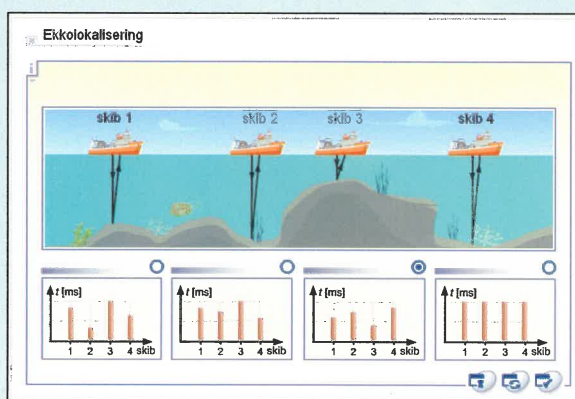 Ekkolokalisering
skib 1 skib 2 skib 3 skib 4
t [ms] t [ms] t [ms] t [ms]
1 2 3 4 skib 1 2 3 4 skib 1 2 3 4 skib 1 2 3 4 skib